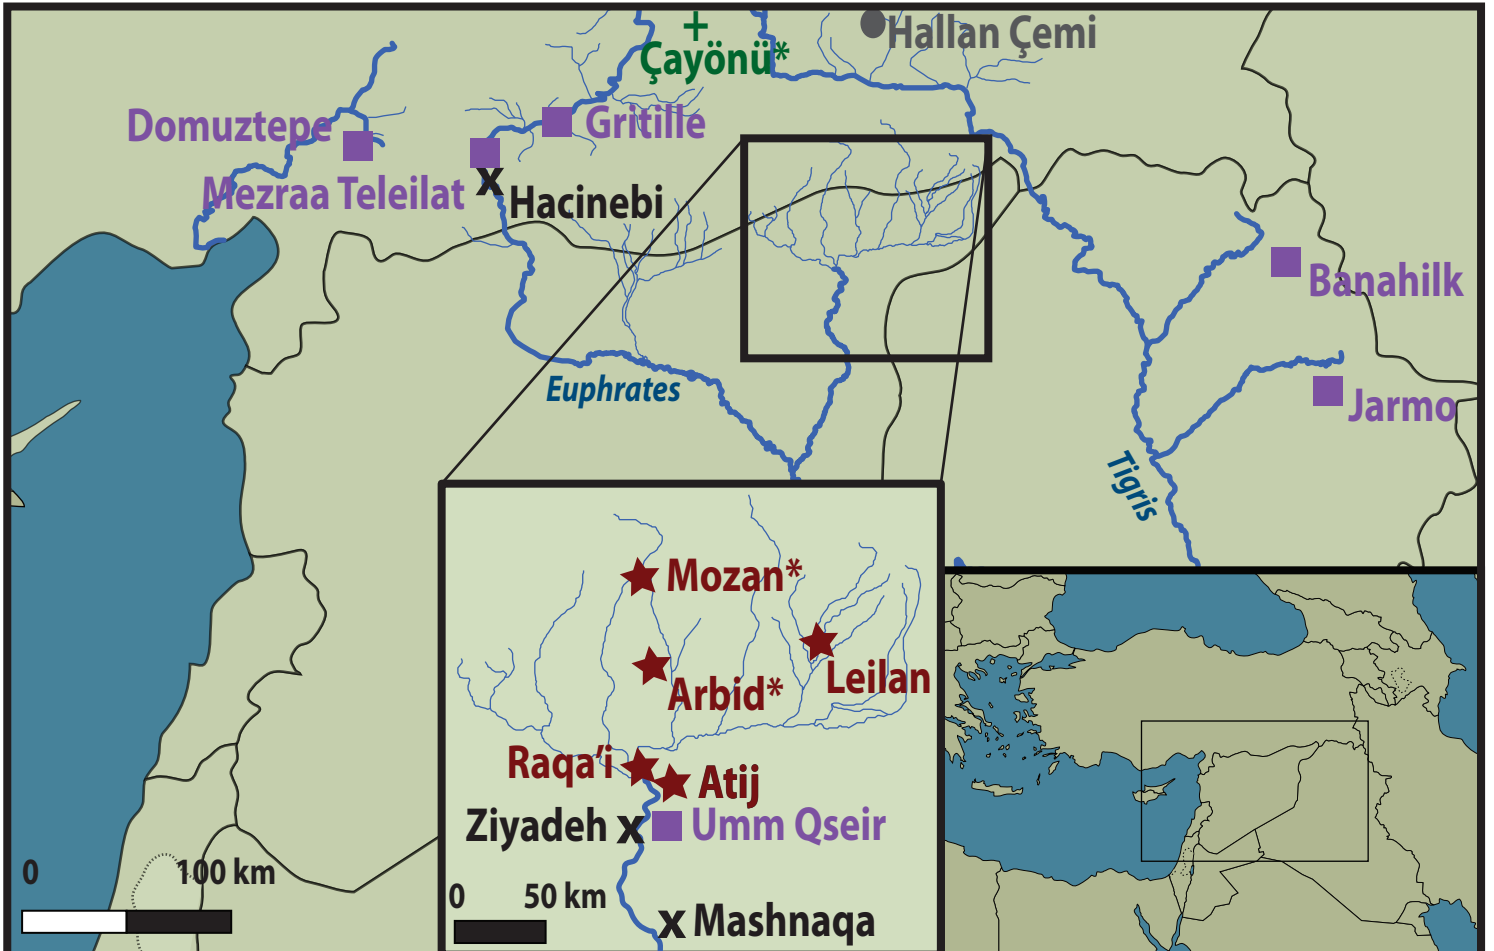 Hallan Çemi
Çayönü*
Domuztepe
Gritille
Mezraa Teleilat
x
Hacinebi
Banahilk
Euphrates
Jarmo
Tigris
Mozan*
Arbid*
Leilan
Raqa'i
Atij
Ziyadeh x
Umm Qseir
0 100 km
0 50 km
x Mashnaqa